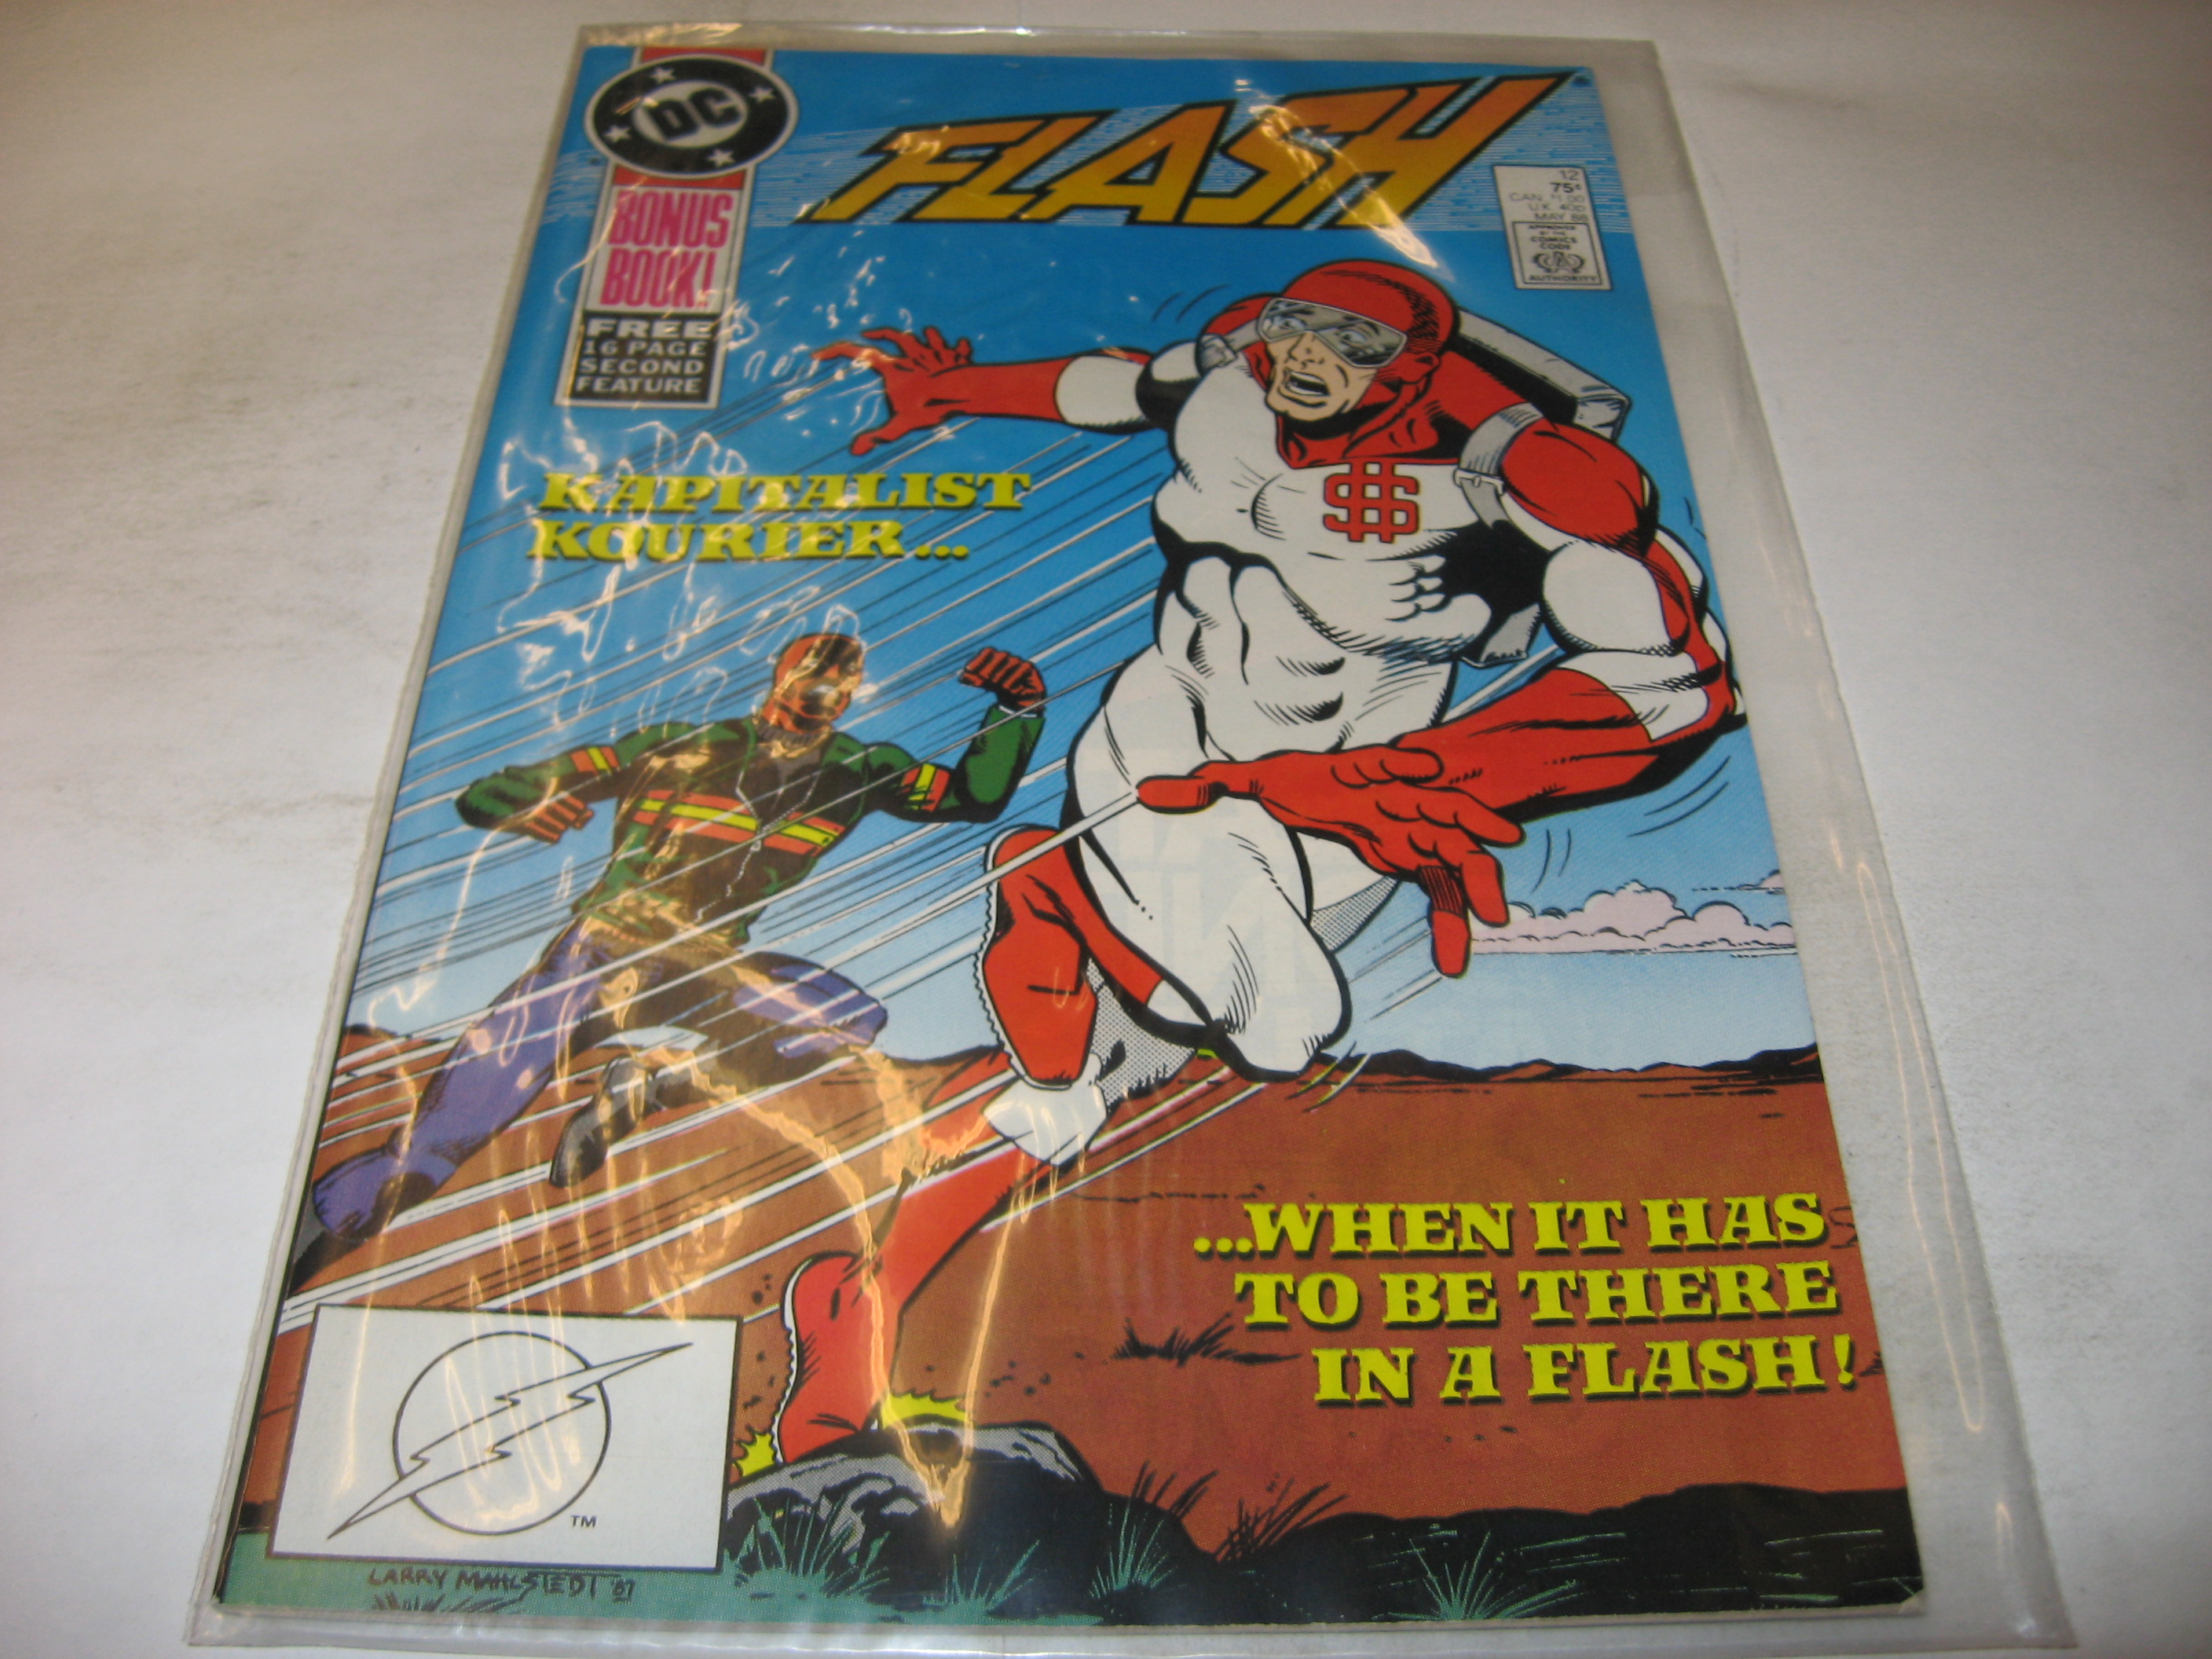 DC
FLASH
12
75¢
CAN. $1.00
U.K. 40p
MAY 88
APPROVED
BY THE
COMICS
CODE
AUTHORITY
BONUS
BOOK!
FREE
16 PAGE
SECOND
FEATURE
KAPITALIST
KOURIER...
...WHEN IT HAS
TO BE THERE
IN A FLASH!
TM
LARRY MAHLSTEDT '87